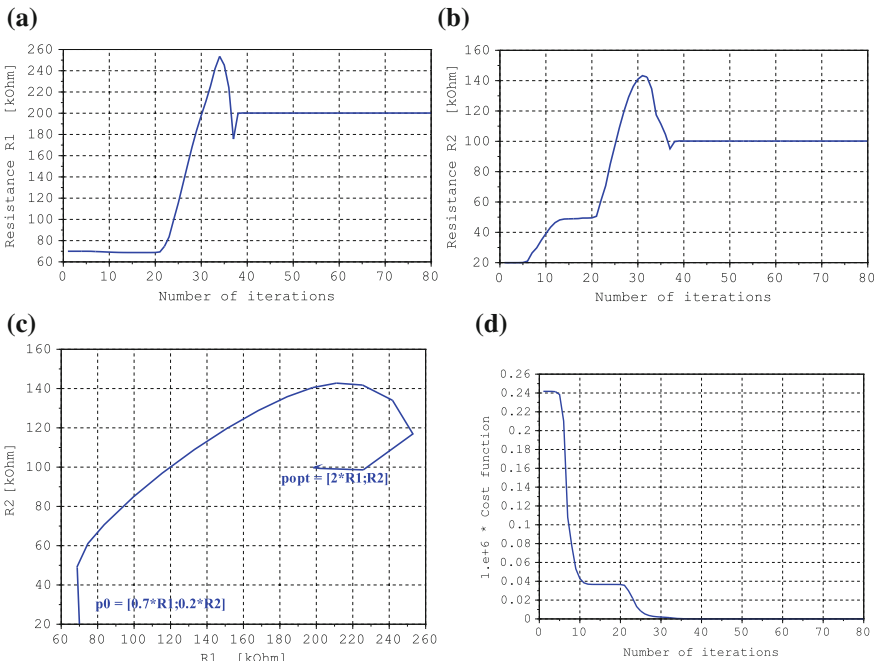 (a)
260
240
220
200
180
160
140
120
100
80
60
Resistance R1 [kOhm]
0 10 20 30 40 50 60 70 80
Number of iterations
(b)
160
140
120
100
80
60
40
20
Resistance R2 [kOhm]
0 10 20 30 40 50 60 70 80
Number of iterations
(c)
160
140
120
100
80
60
40
20
R2 [kOhm]
popt = [2*R1;R2]
p0 = [0.7*R1;0.2*R2]
60 80 100 120 140 160 180 200 220 240 260
R1 [kOhm]
(d)
0.26
0.24
0.2
0.2
0.18
0.16
0.14
0.12
0.1
0.08
0.06
0.04
0.02
0
1.e+6 * Cost function
0 10 20 30 40 50 60 70 80
Number of iterations